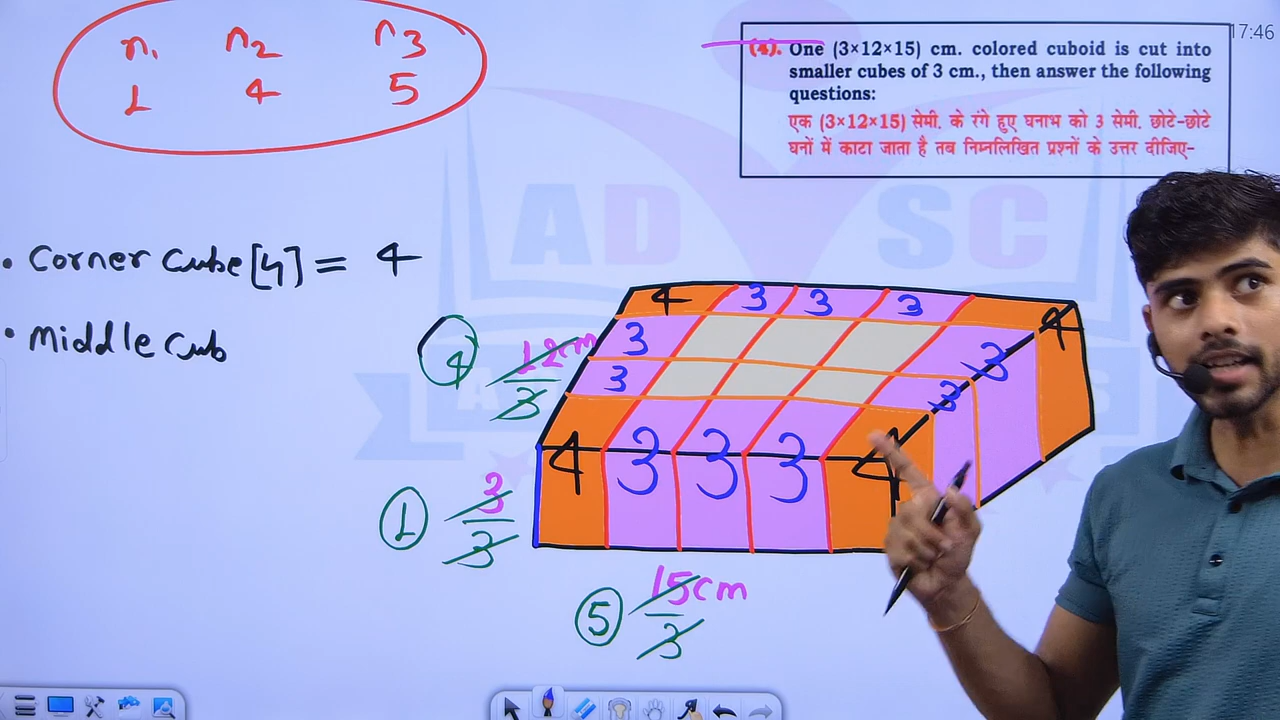 n₁ n₂ n₃
1 4 5
17:46
(4). One (3×12×15) cm. colored cuboid is cut into
smaller cubes of 3 cm., then answer the following
questions:
एक (3×12×15) सेमी. के रंगे हुए घनाभ को 3 सेमी. छोटे-छोटे
घनों में काटा जाता है तब निम्नलिखित प्रश्नों के उत्तर दीजिए-
ADSC
• Corner Cube[4] = 4
• Middle Cub
4 3 3 3 4
3 3
3 3
4 3 3 3 4
4 12cm
3
1 3
3
5 15cm
3